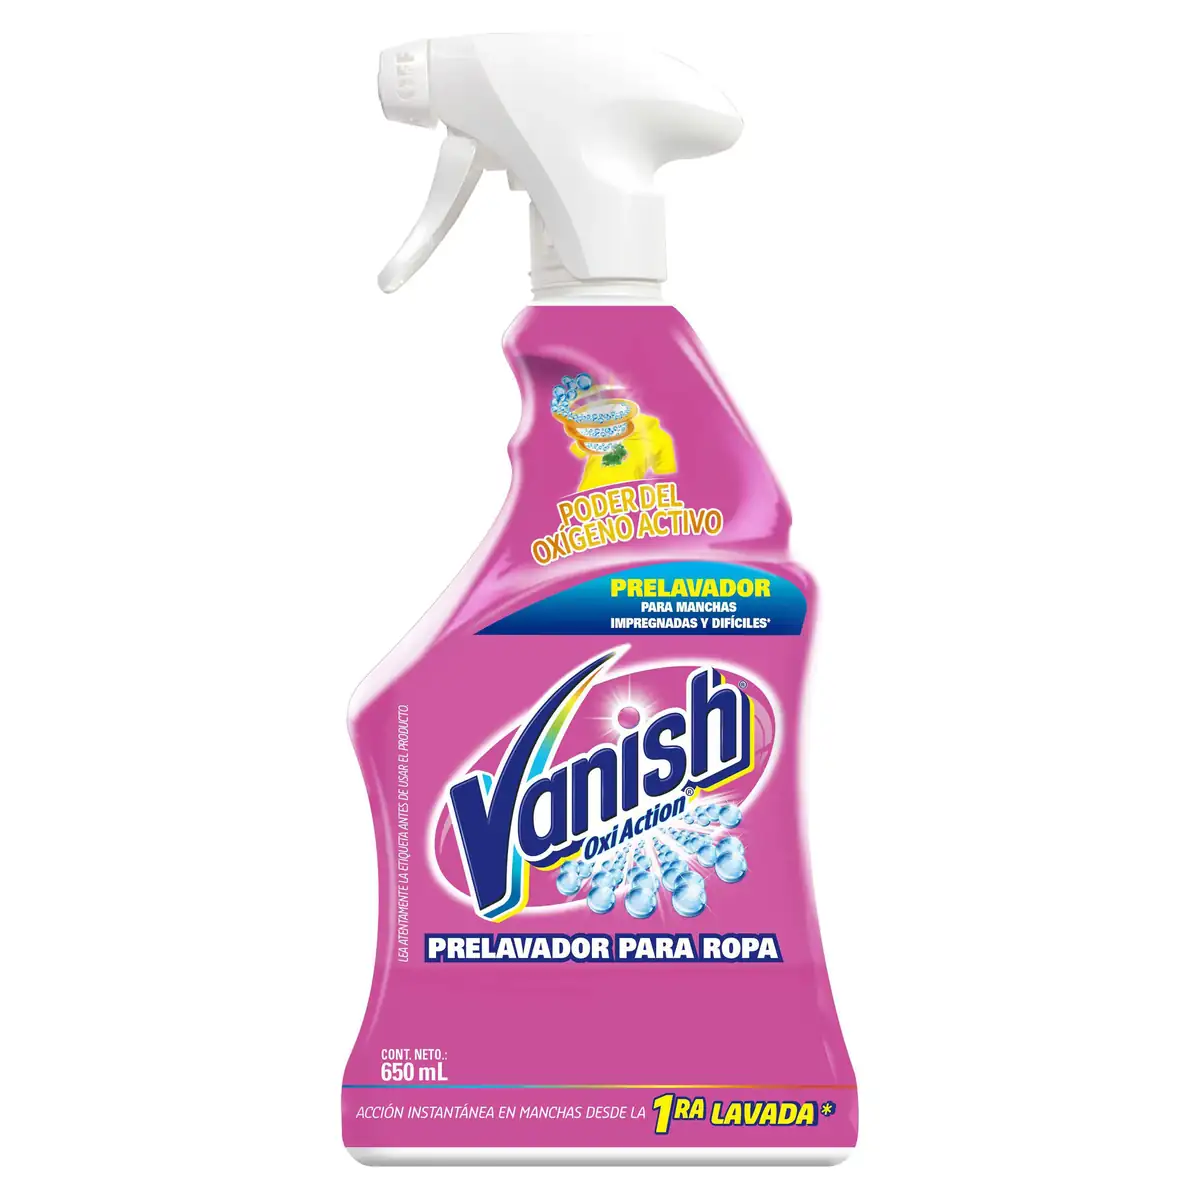 OFF
PODER DEL
OXÍGENO ACTIVO
PRELAVADOR
PARA MANCHAS
IMPREGNADAS Y DIFÍCILES*
Vanish®
OxiAction®
PRELAVADOR PARA ROPA
LEA ATENTAMENTE LA ETIQUETA ANTES DE USAR EL PRODUCTO.
CONT. NETO.:
650 mL
ACCIÓN INSTANTÁNEA EN MANCHAS DESDE LA 1RA LAVADA*